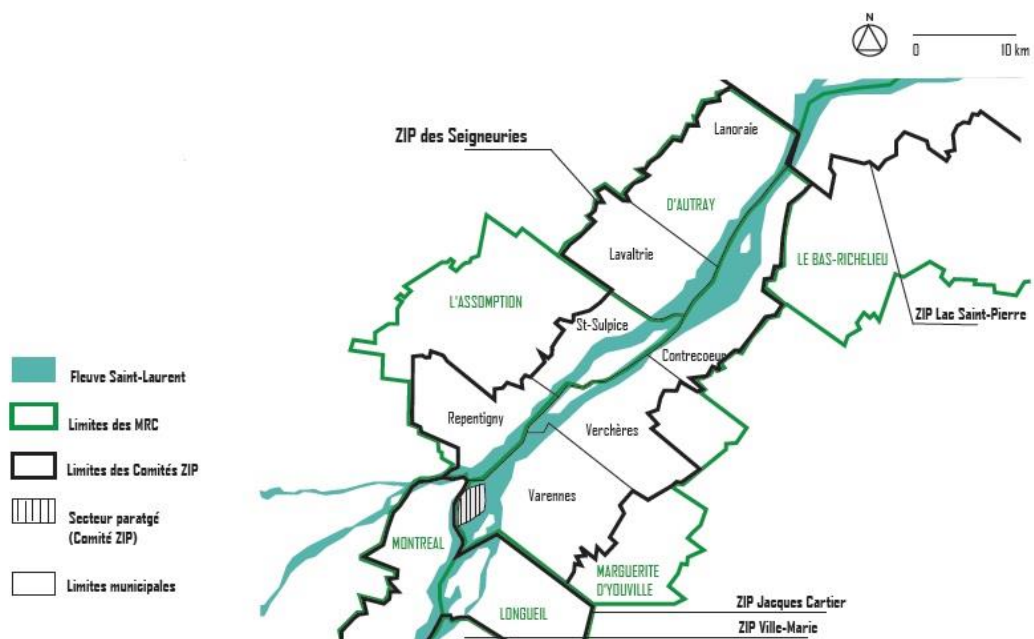 N
0 10 km
Lanoraie
ZIP des Seigneuries
D'AUTRAY
Lavaltrie
LE BAS-RICHELIEU
L'ASSOMPTION
ZIP Lac Saint-Pierre
St-Sulpice
Contrecoeur
Fleuve Saint-Laurent
Limites des MRC
Repentigny
Verchères
Limites des Comités ZIP
Varennes
Secteur paratgé
(Comité ZIP)
MONTREAL
MARGUERITE
D'YOUVILLE
Limites municipales
LONGUEIL
ZIP Jacques Cartier
ZIP Ville-Marie